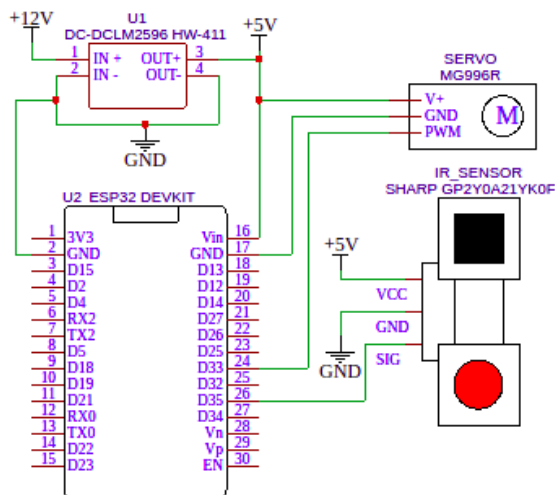 +12V
U1
DC-DCLM2596 HW-411
+5V
1 IN + OUT+ 3
2 IN - OUT- 4
GND
SERVO
MG996R
V+
GND
PWM
M
IR_SENSOR
SHARP GP2Y0A21YK0F
+5V
VCC
GND
SIG
GND
U2 ESP32 DEVKIT
1 3V3 Vin 16
2 GND GND 17
3 D15 D13 18
4 D2 D12 19
5 D4 D14 20
6 RX2 D27 21
7 TX2 D26 22
8 D5 D25 23
9 D18 D33 24
10 D19 D32 25
11 D21 D35 26
12 RX0 D34 27
13 TX0 Vn 28
14 D22 Vp 29
15 D23 EN 30